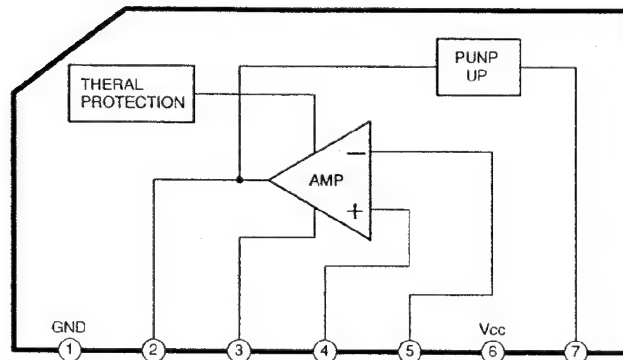 THERAL
PROTECTION
PUNP
UP
AMP
−
+
GND
Vcc
1 2 3 4 5 6 7